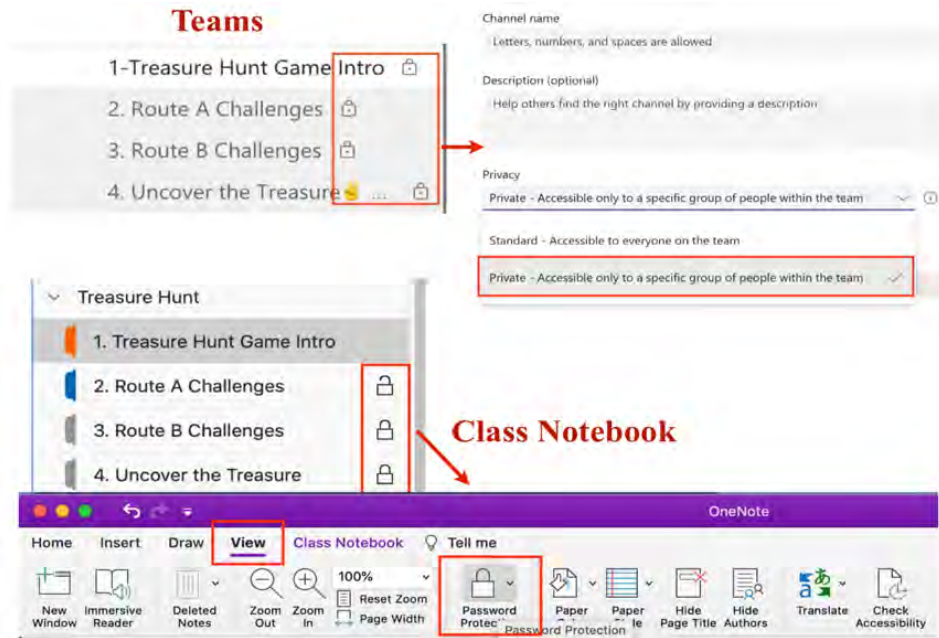 Teams
1-Treasure Hunt Game Intro
2. Route A Challenges
3. Route B Challenges
4. Uncover the Treasure ...
Channel name
Letters, numbers, and spaces are allowed
Description (optional)
Help others find the right channel by providing a description
Privacy
Private - Accessible only to a specific group of people within the team
Standard - Accessible to everyone on the team
Private - Accessible only to a specific group of people within the team
Treasure Hunt
1. Treasure Hunt Game Intro
2. Route A Challenges
3. Route B Challenges
4. Uncover the Treasure
Class Notebook
OneNote
Home Insert Draw View Class Notebook Tell me
100%
Reset Zoom
Page Width
New Window
Immersive Reader
Deleted Notes
Zoom Out
Zoom In
Password
Paper
Paper
Hide Page Title
Hide Authors
Translate
Check Accessibility
Password Protection